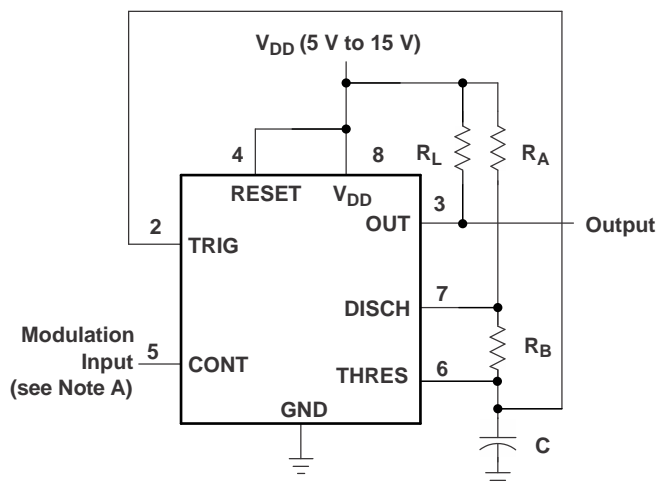 V_DD (5 V to 15 V)
4
8
R_L
R_A
RESET
V_DD
3
2
OUT
Output
TRIG
7
DISCH
Modulation
Input
(see Note A)
5
CONT
R_B
6
THRES
GND
C